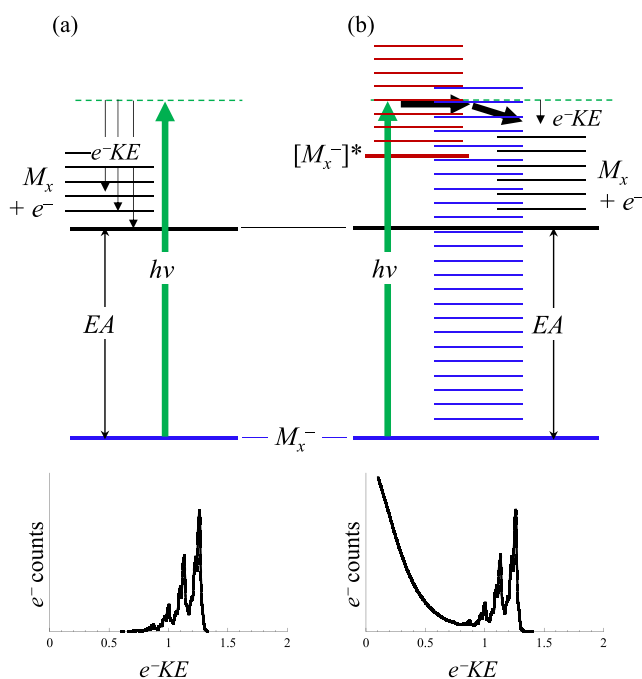 (a)
(b)
e⁻KE
e⁻KE
[Mₓ⁻]*
Mₓ
+ e⁻
Mₓ
+ e⁻
hν
hν
EA
EA
Mₓ⁻
e⁻ counts
e⁻ counts
0 0.5 1 1.5 2
0 0.5 1 1.5 2
e⁻KE
e⁻KE